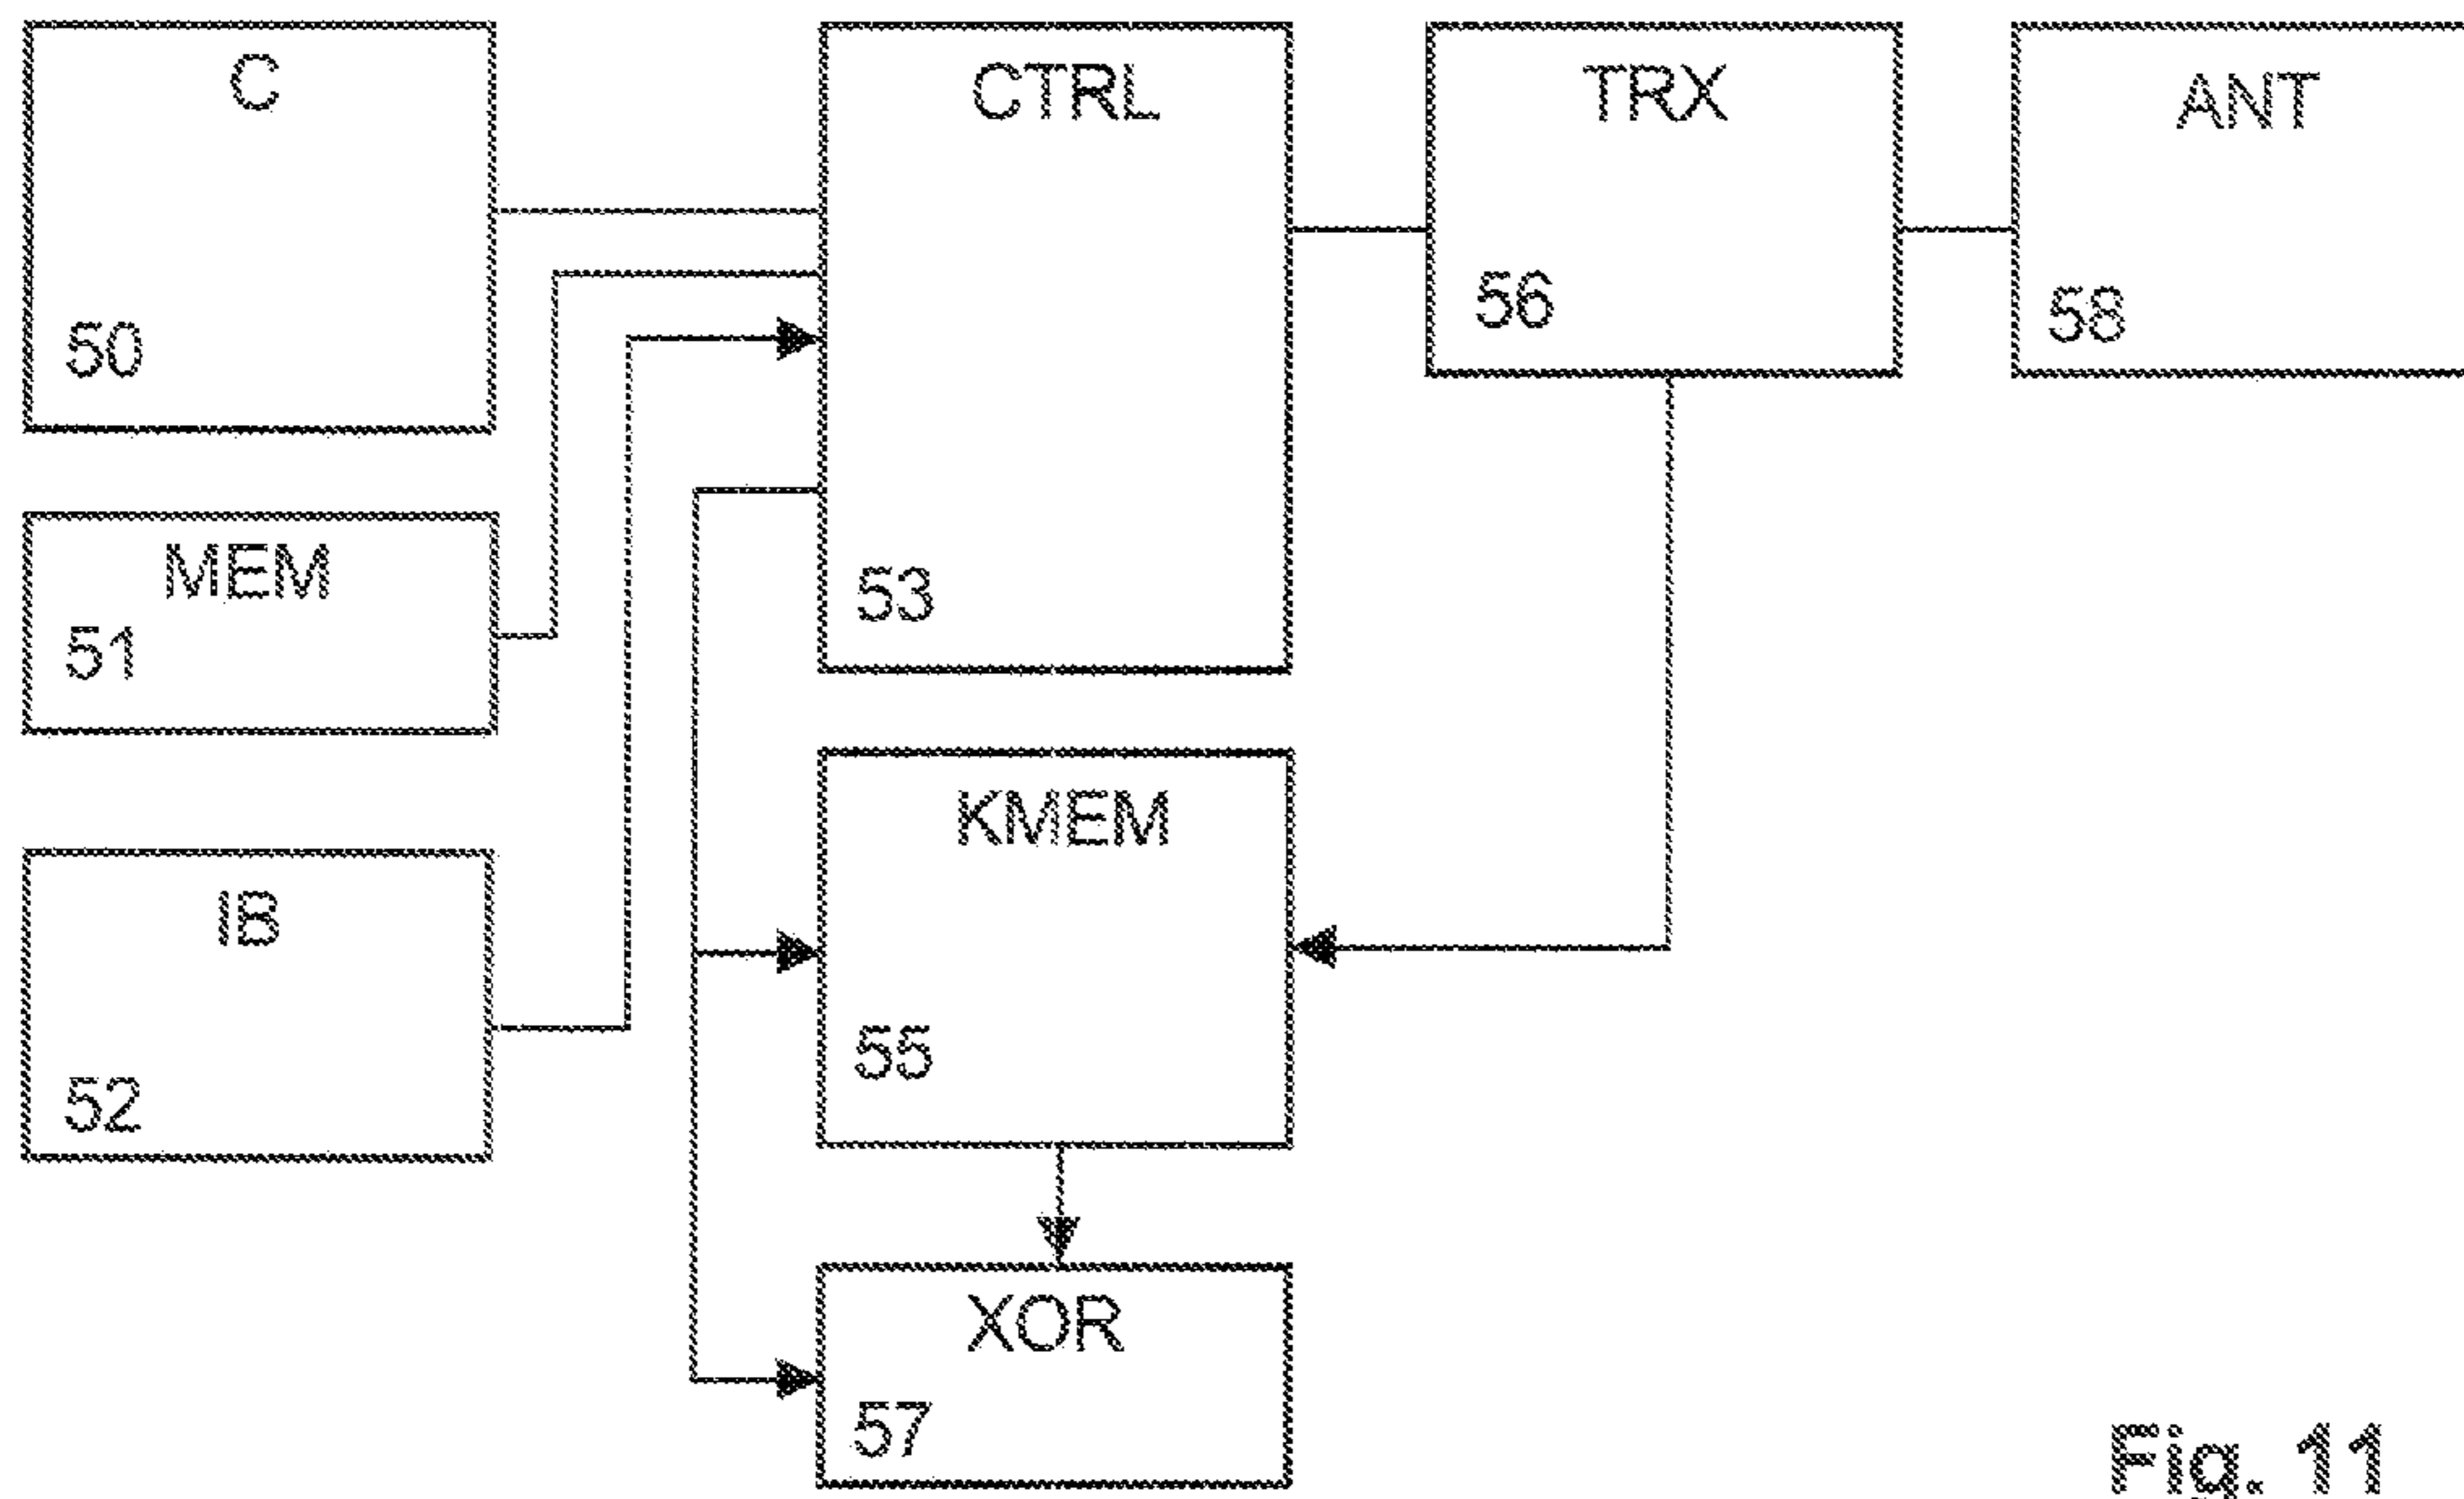 C
50
MEM
51
IB
52
CTRL
53
KMEM
55
XOR
57
TRX
56
ANT
58
Fig. 11